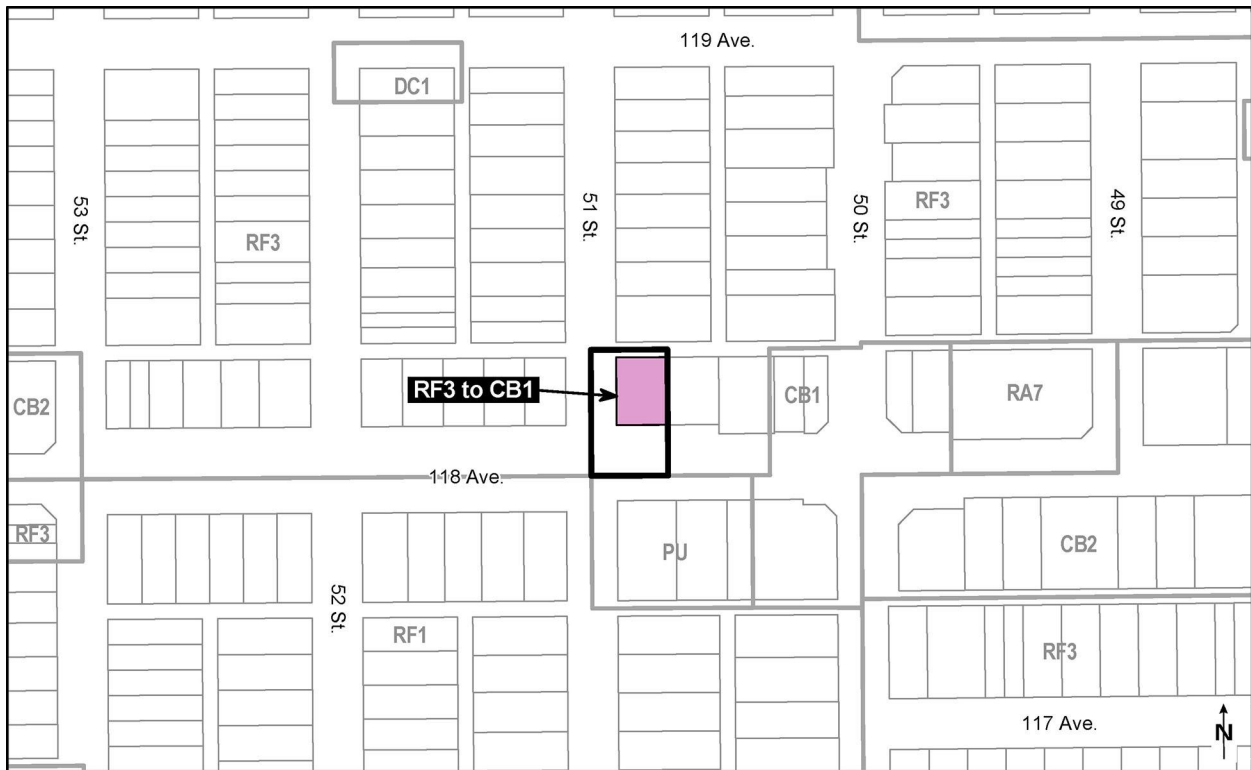 119 Ave.
DC1
53 St.
51 St.
50 St.
49 St.
RF3
RF3
RF3 to CB1
CB2
CB1
RA7
118 Ave.
RF3
PU
CB2
52 St.
RF1
RF3
117 Ave.
N